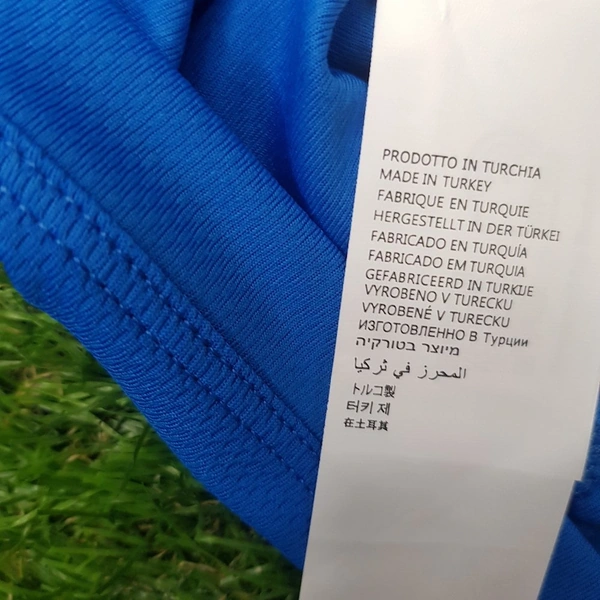 PRODOTTO IN TURCHIA
MADE IN TURKEY
FABRIQUE EN TURQUIE
HERGESTELLT IN DER TÜRKEI
FABRICADO EN TURQUÍA
FABRICADO EM TURQUIA
GEFABRICEERD IN TURKIJE
VYROBENO V TURECKU
VYROBENÉ V TURECKU
ИЗГОТОВЛЕННО В Турции
מיוצר בטורקיה
المحرز في ثركيا
トルコ製
터키 제
在土耳其